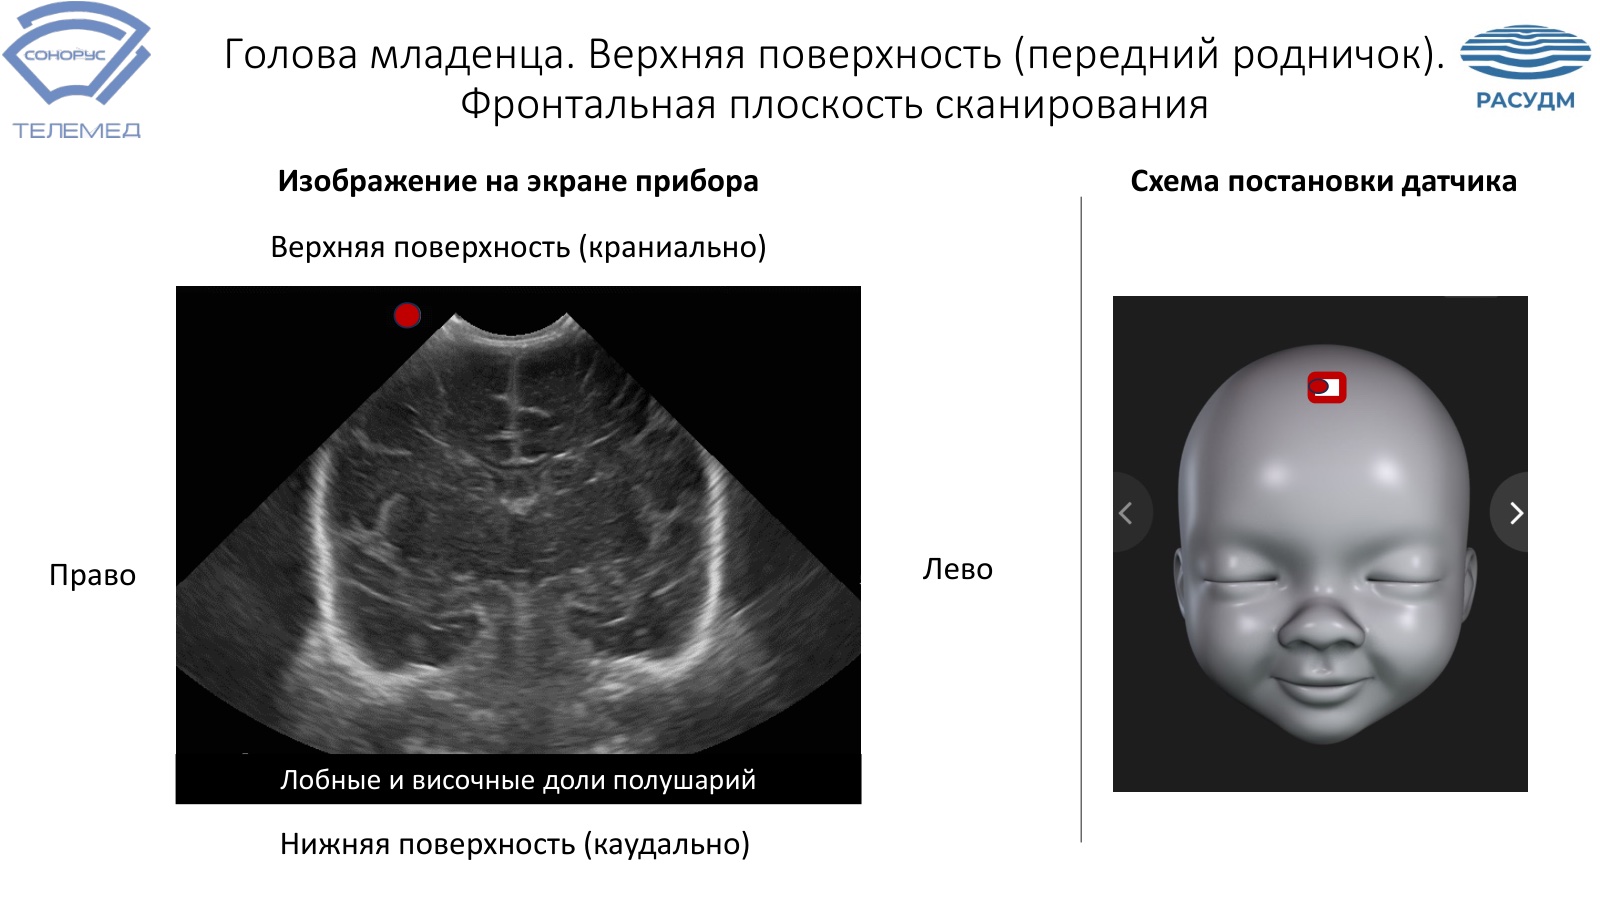 СОНОРУС
ТЕЛЕМЕД
Голова младенца. Верхняя поверхность (передний родничок).
Фронтальная плоскость сканирования
РАСУДМ
Изображение на экране прибора
Верхняя поверхность (краниально)
Право
Лево
Лобные и височные доли полушарий
Нижняя поверхность (каудально)
Схема постановки датчика